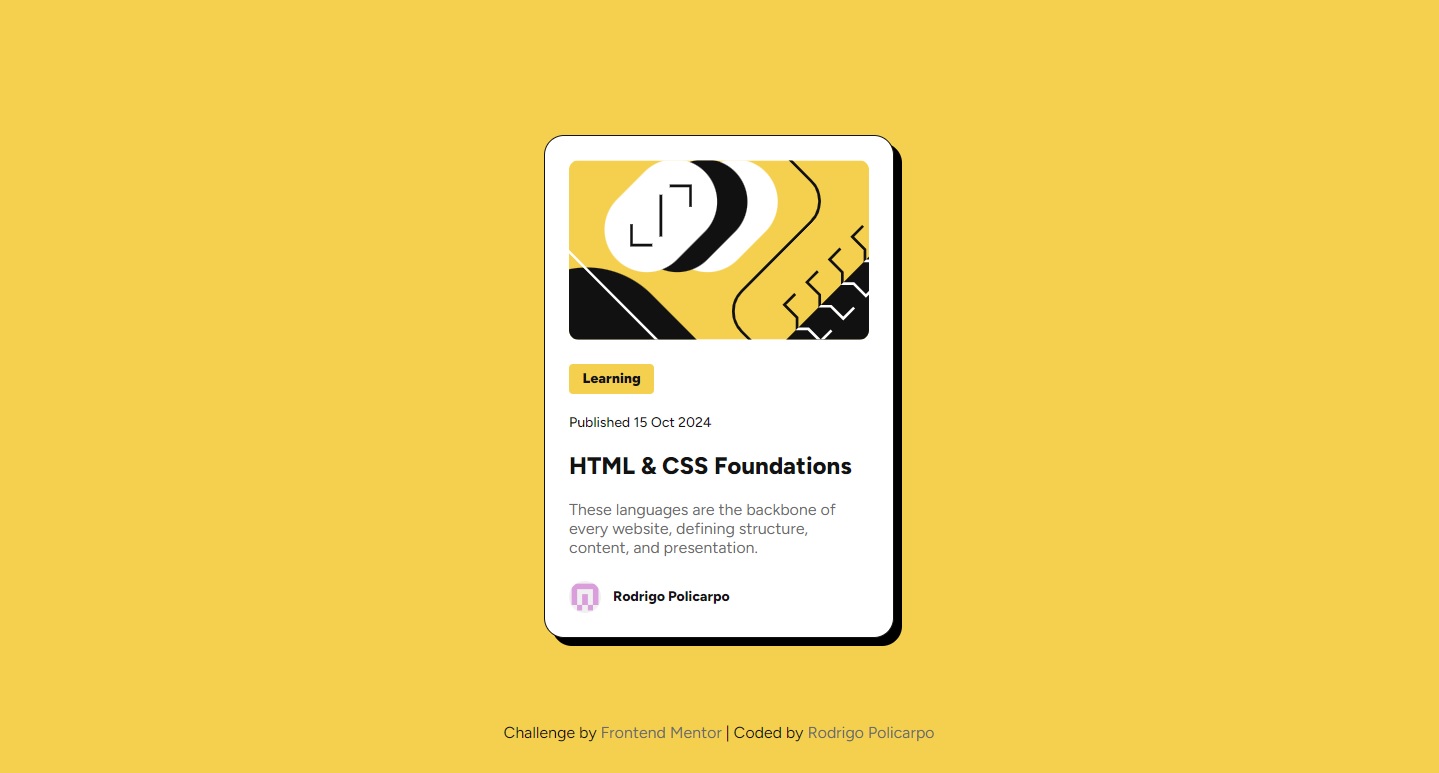 Learning
Published 15 Oct 2024
HTML & CSS Foundations
These languages are the backbone of
every website, defining structure,
content, and presentation.
Rodrigo Policarpo
Challenge by Frontend Mentor | Coded by Rodrigo Policarpo